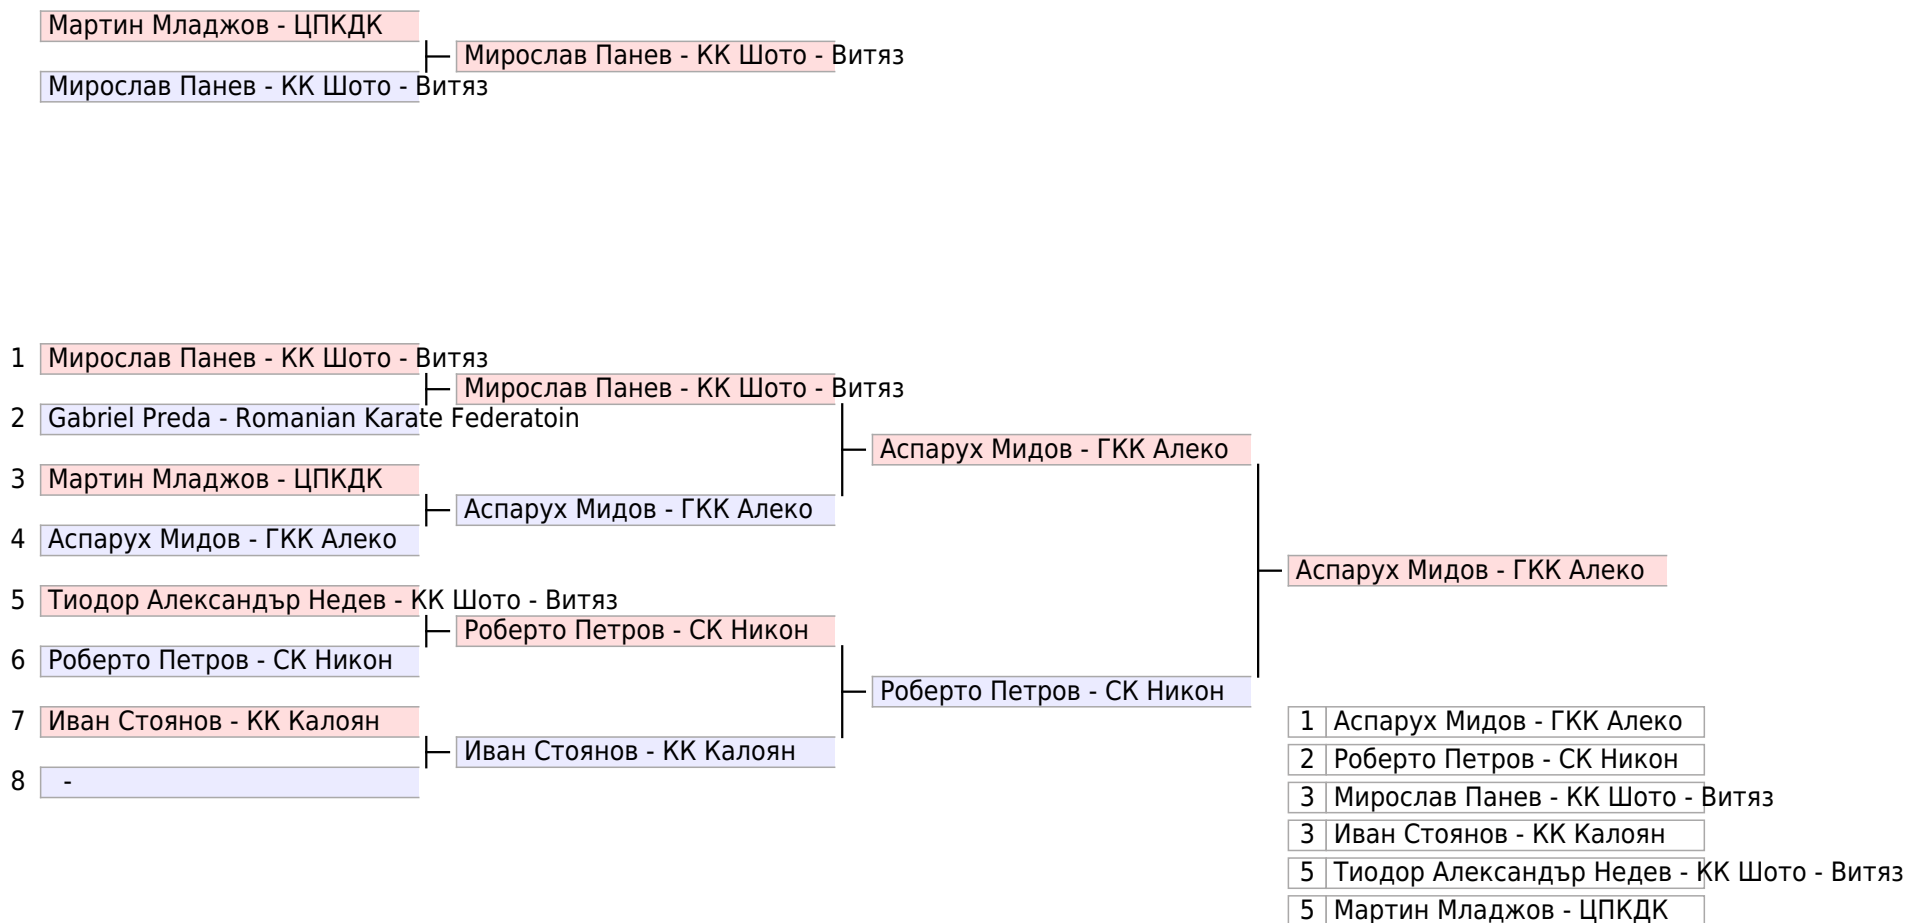 Мартин Младжов - ЦПКДК
Мирослав Панев - КК Шото - Витяз
Мирослав Панев - КК Шото - Витяз
1 Мирослав Панев - КК Шото - Витяз
Мирослав Панев - КК Шото - Витяз
2 Gabriel Preda - Romanian Karate Federatoin
Аспарух Мидов - ГКК Алеко
3 Мартин Младжов - ЦПКДК
Аспарух Мидов - ГКК Алеко
4 Аспарух Мидов - ГКК Алеко
Аспарух Мидов - ГКК Алеко
5 Тиодор Александър Недев - КК Шото - Витяз
Роберто Петров - СК Никон
6 Роберто Петров - СК Никон
Роберто Петров - СК Никон
7 Иван Стоянов - КК Калоян
Иван Стоянов - КК Калоян
8 -
1 Аспарух Мидов - ГКК Алеко
2 Роберто Петров - СК Никон
3 Мирослав Панев - КК Шото - Витяз
3 Иван Стоянов - КК Калоян
5 Тиодор Александър Недев - КК Шото - Витяз
5 Мартин Младжов - ЦПКДК